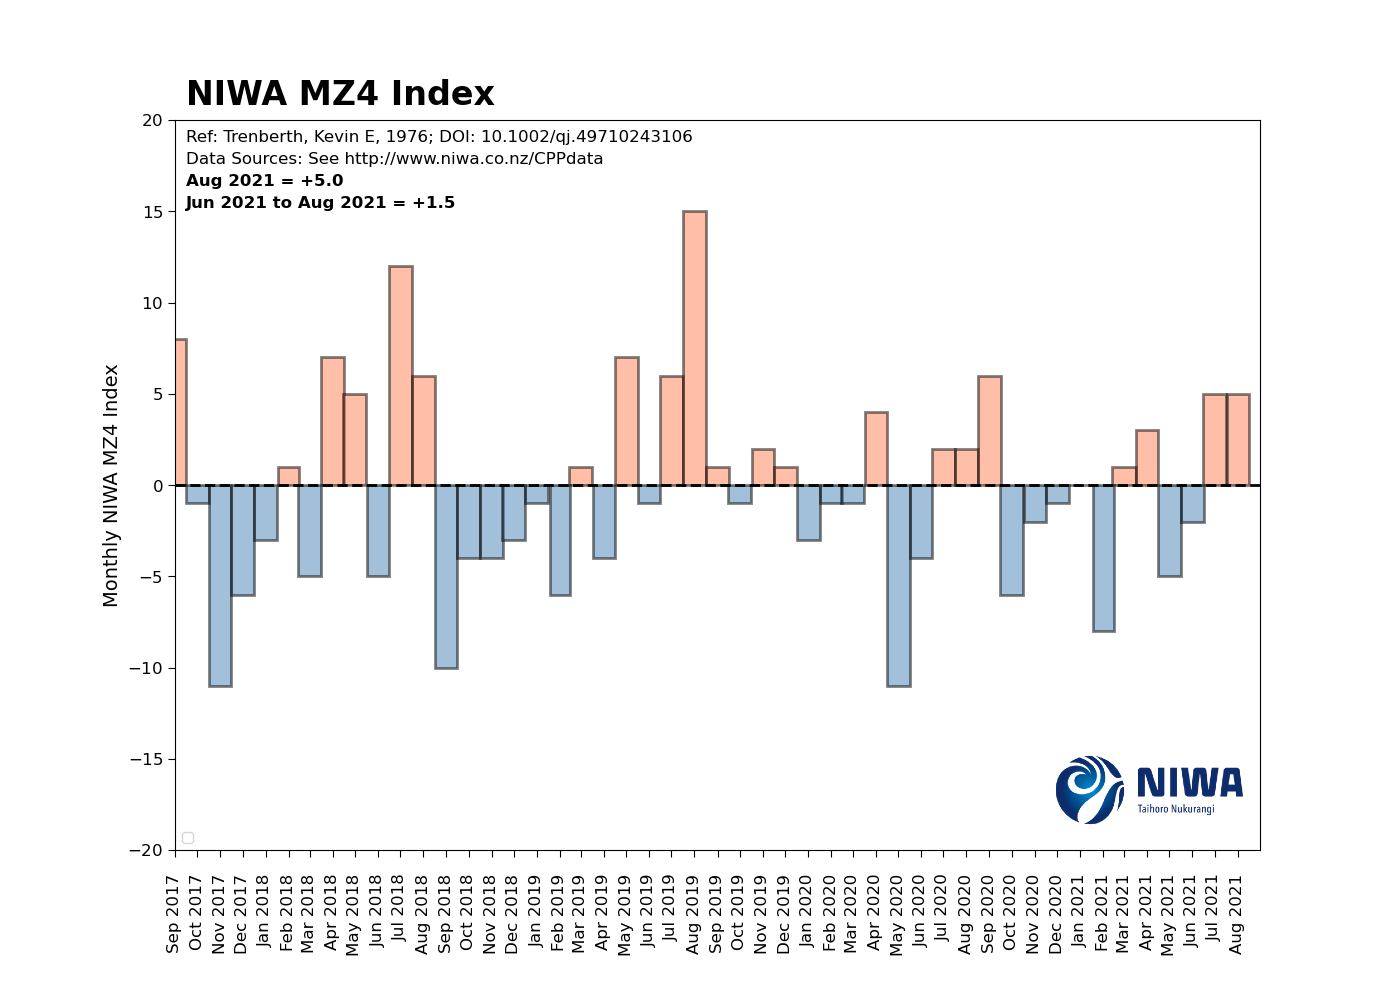 NIWA MZ4 Index
Ref: Trenberth, Kevin E, 1976; DOI: 10.1002/qj.49710243106
Data Sources: See http://www.niwa.co.nz/CPPdata
Aug 2021 = +5.0
Jun 2021 to Aug 2021 = +1.5
Monthly NIWA MZ4 Index
20
15
10
5
0
−5
−10
−15
−20
NIWA
Taihoro Nukurangi
Sep 2017
Oct 2017
Nov 2017
Dec 2017
Jan 2018
Feb 2018
Mar 2018
Apr 2018
May 2018
Jun 2018
Jul 2018
Aug 2018
Sep 2018
Oct 2018
Nov 2018
Dec 2018
Jan 2019
Feb 2019
Mar 2019
Apr 2019
May 2019
Jun 2019
Jul 2019
Aug 2019
Sep 2019
Oct 2019
Nov 2019
Dec 2019
Jan 2020
Feb 2020
Mar 2020
Apr 2020
May 2020
Jun 2020
Jul 2020
Aug 2020
Sep 2020
Oct 2020
Nov 2020
Dec 2020
Jan 2021
Feb 2021
Mar 2021
Apr 2021
May 2021
Jun 2021
Jul 2021
Aug 2021